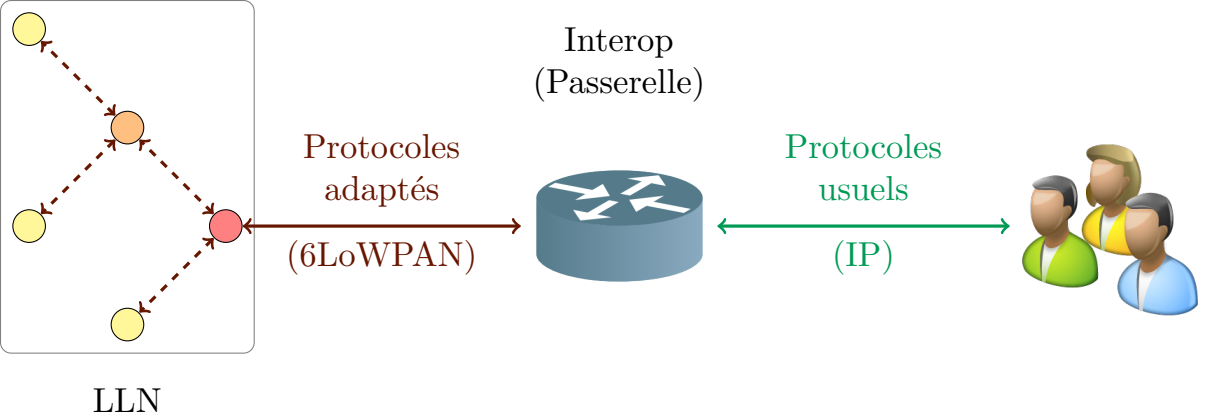 Interop
(Passerelle)
Protocoles
adaptés
(6LoWPAN)
Protocoles
usuels
(IP)
LLN